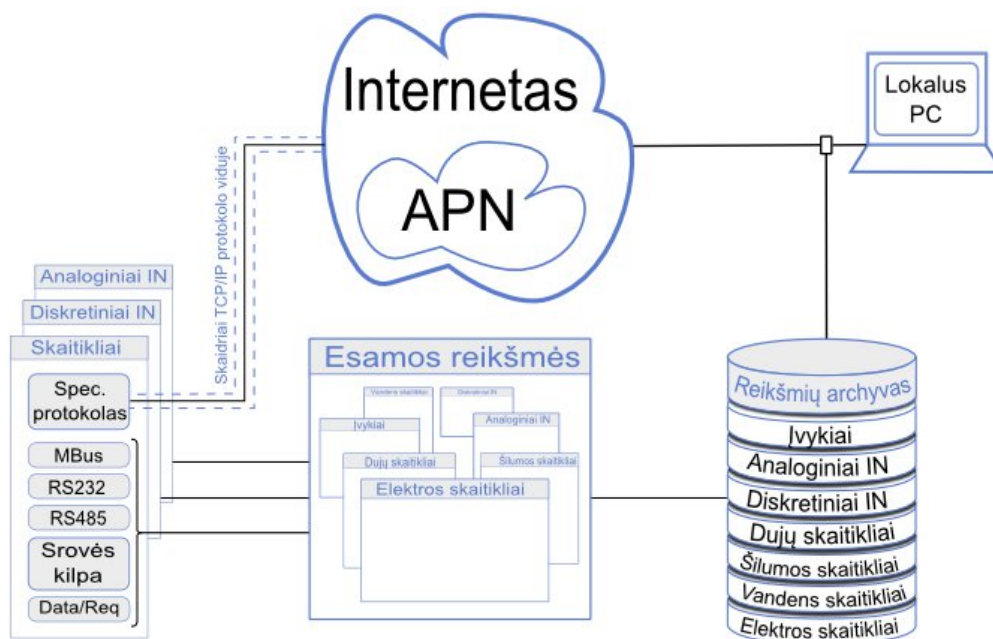 Internetas
APN
Lokalus
PC
Skaidriai TCP/IP protokolo viduje
Analoginiai IN
Diskretiniai IN
Skaitikliai
Spec.
protokolas
MBus
RS232
RS485
Srovės
kilpa
Data/Req
Esamos reikšmės
Vandens skaitikliai
Diskretiniai IN
Įvykiai
Analoginiai IN
Dujų skaitikliai
Šilumos skaitikliai
Elektros skaitikliai
Reikšmių archyvas
Įvykiai
Analoginiai IN
Diskretiniai IN
Dujų skaitikliai
Šilumos skaitikliai
Vandens skaitikliai
Elektros skaitikliai